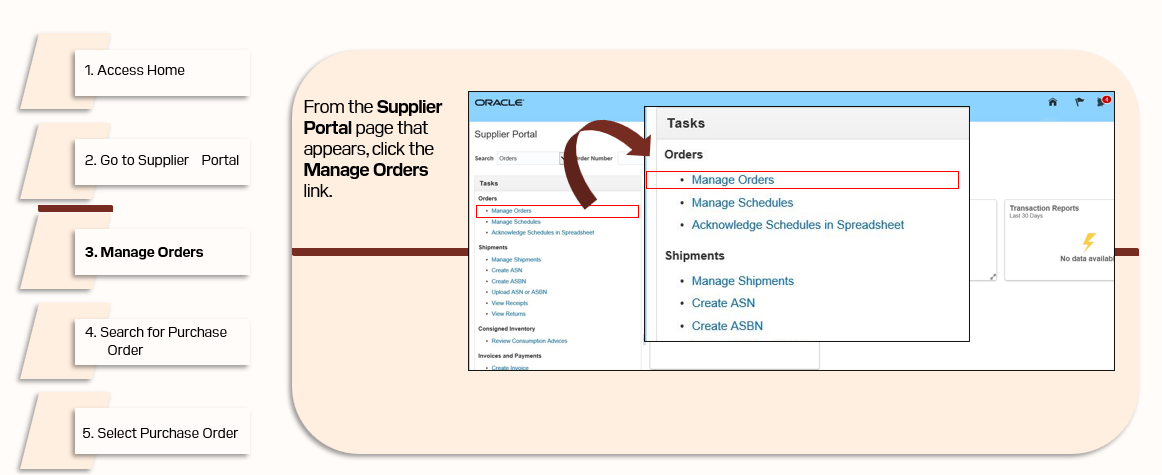 1. Access Home
2. Go to Supplier Portal
3. Manage Orders
4. Search for Purchase
Order
5. Select Purchase Order
From the Supplier
Portal page that
appears, click the
Manage Orders
link.
ORACLE
4
Supplier Portal
Search Orders Order Number
Tasks
Orders
• Manage Orders
• Manage Schedules
• Acknowledge Schedules in Spreadsheet
Shipments
• Manage Shipments
• Create ASN
• Create ASBN
• Upload ASN or ASBN
• View Receipts
• View Returns
Consigned Inventory
• Review Consumption Advices
Invoices and Payments
• Create Invoice
Tasks
Orders
• Manage Orders
• Manage Schedules
• Acknowledge Schedules in Spreadsheet
Shipments
• Manage Shipments
• Create ASN
• Create ASBN
Transaction Reports
Last 30 Days
No data availab